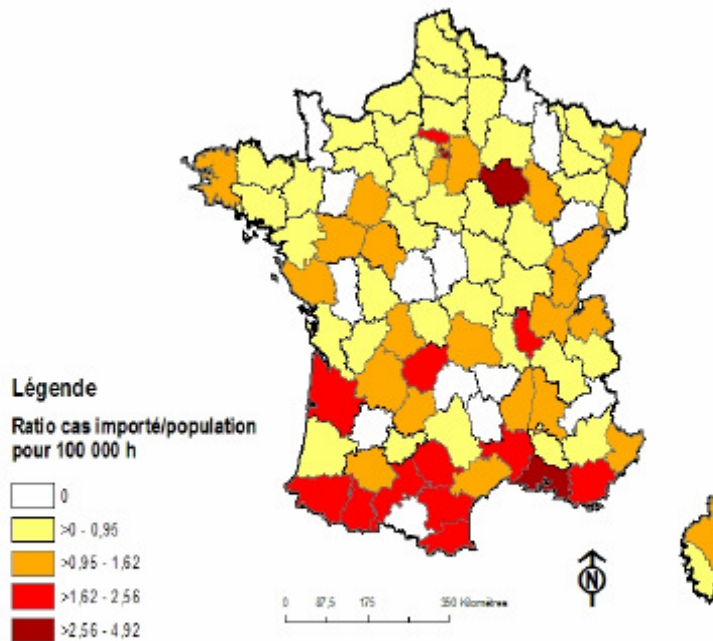 Légende
Ratio cas importé/population
pour 100 000 h
0
>0 - 0,95
>0,95 - 1,62
>1,62 - 2,56
>2,56 - 4,92
0 87,5 175 350 Kilomètres
N